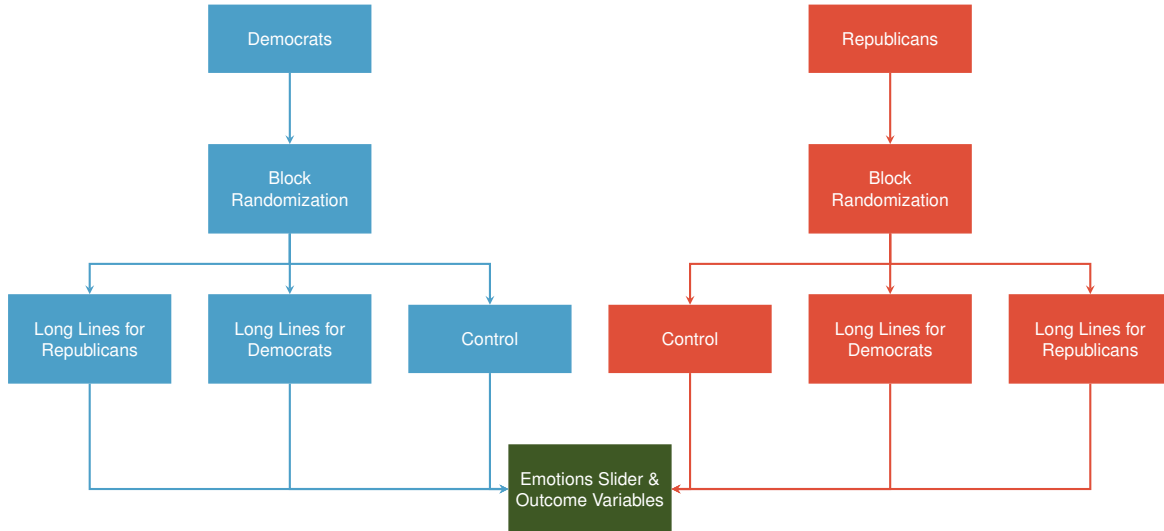 Democrats
Republicans
Block
Randomization
Block
Randomization
Long Lines for
Republicans
Long Lines for
Democrats
Control
Control
Long Lines for
Democrats
Long Lines for
Republicans
Emotions Slider &
Outcome Variables